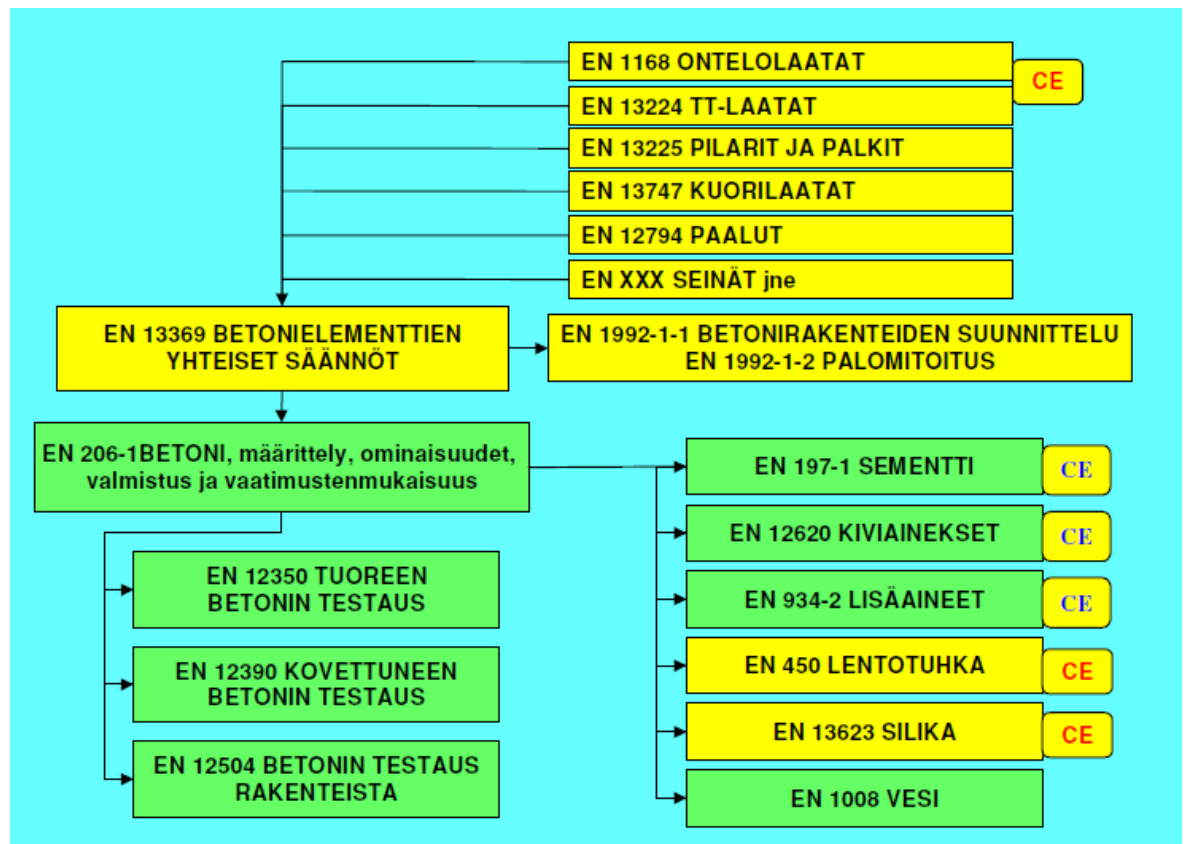 EN 1168 ONTELOLAATAT
CE
EN 13224 TT-LAATAT
EN 13225 PILARIT JA PALKIT
EN 13747 KUORILAATAT
EN 12794 PAALUT
EN XXX SEINÄT jne
EN 13369 BETONIELEMENTTIEN
YHTEISET SÄÄNNÖT
EN 1992-1-1 BETONIRAKENTEIDEN SUUNNITTELU
EN 1992-1-2 PALOMITOITUS
EN 206-1BETONI, määrittely, ominaisuudet,
valmistus ja vaatimustenmukaisuus
EN 12350 TUOREEN
BETONIN TESTAUS
EN 12390 KOVETTUNEEN
BETONIN TESTAUS
EN 12504 BETONIN TESTAUS
RAKENTEISTA
EN 197-1 SEMENTTI
CE
EN 12620 KIVIAINEKSET
CE
EN 934-2 LISÄAINEET
CE
EN 450 LENTOTUHKA
CE
EN 13623 SILIKA
CE
EN 1008 VESI